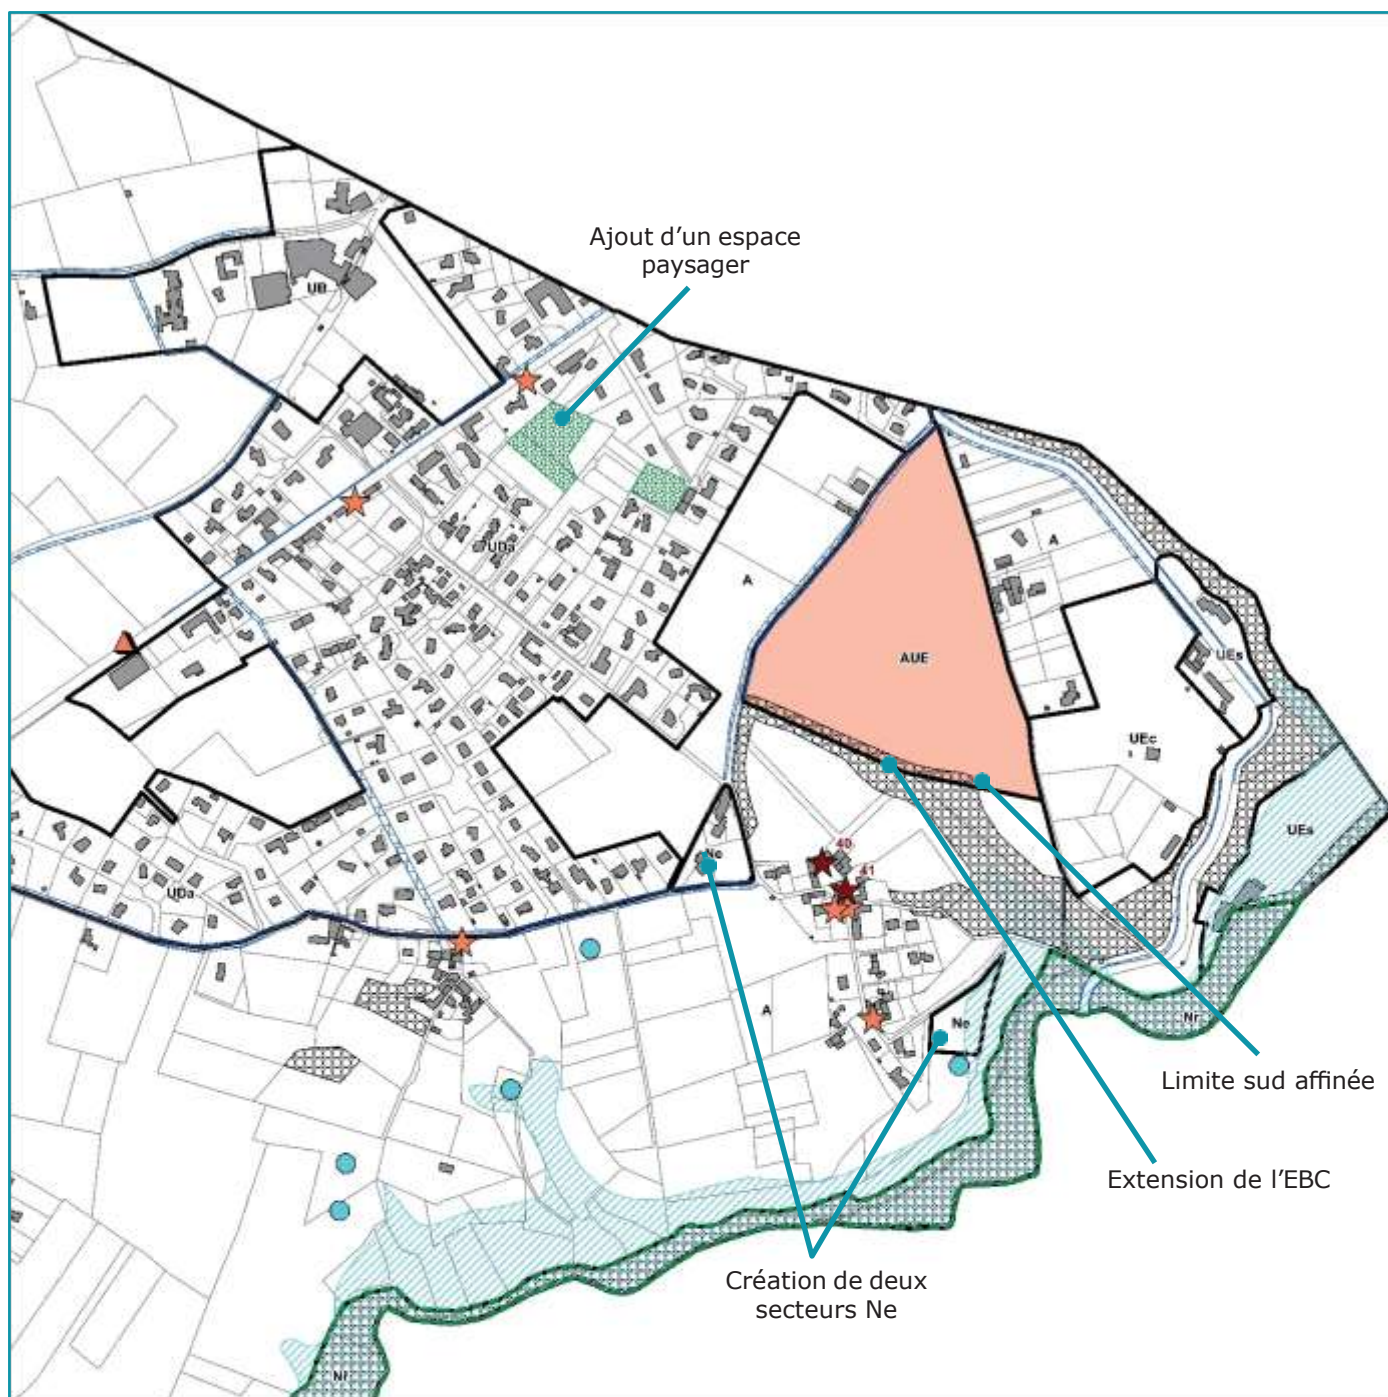 Ajout d’un espace
paysager
UB
UDa
A
A
AUE
UEs
UEc
UEs
40
41
Ne
UDa
A
Ne
Nr
Limite sud affinée
Extension de l’EBC
Création de deux
secteurs Ne
Nr